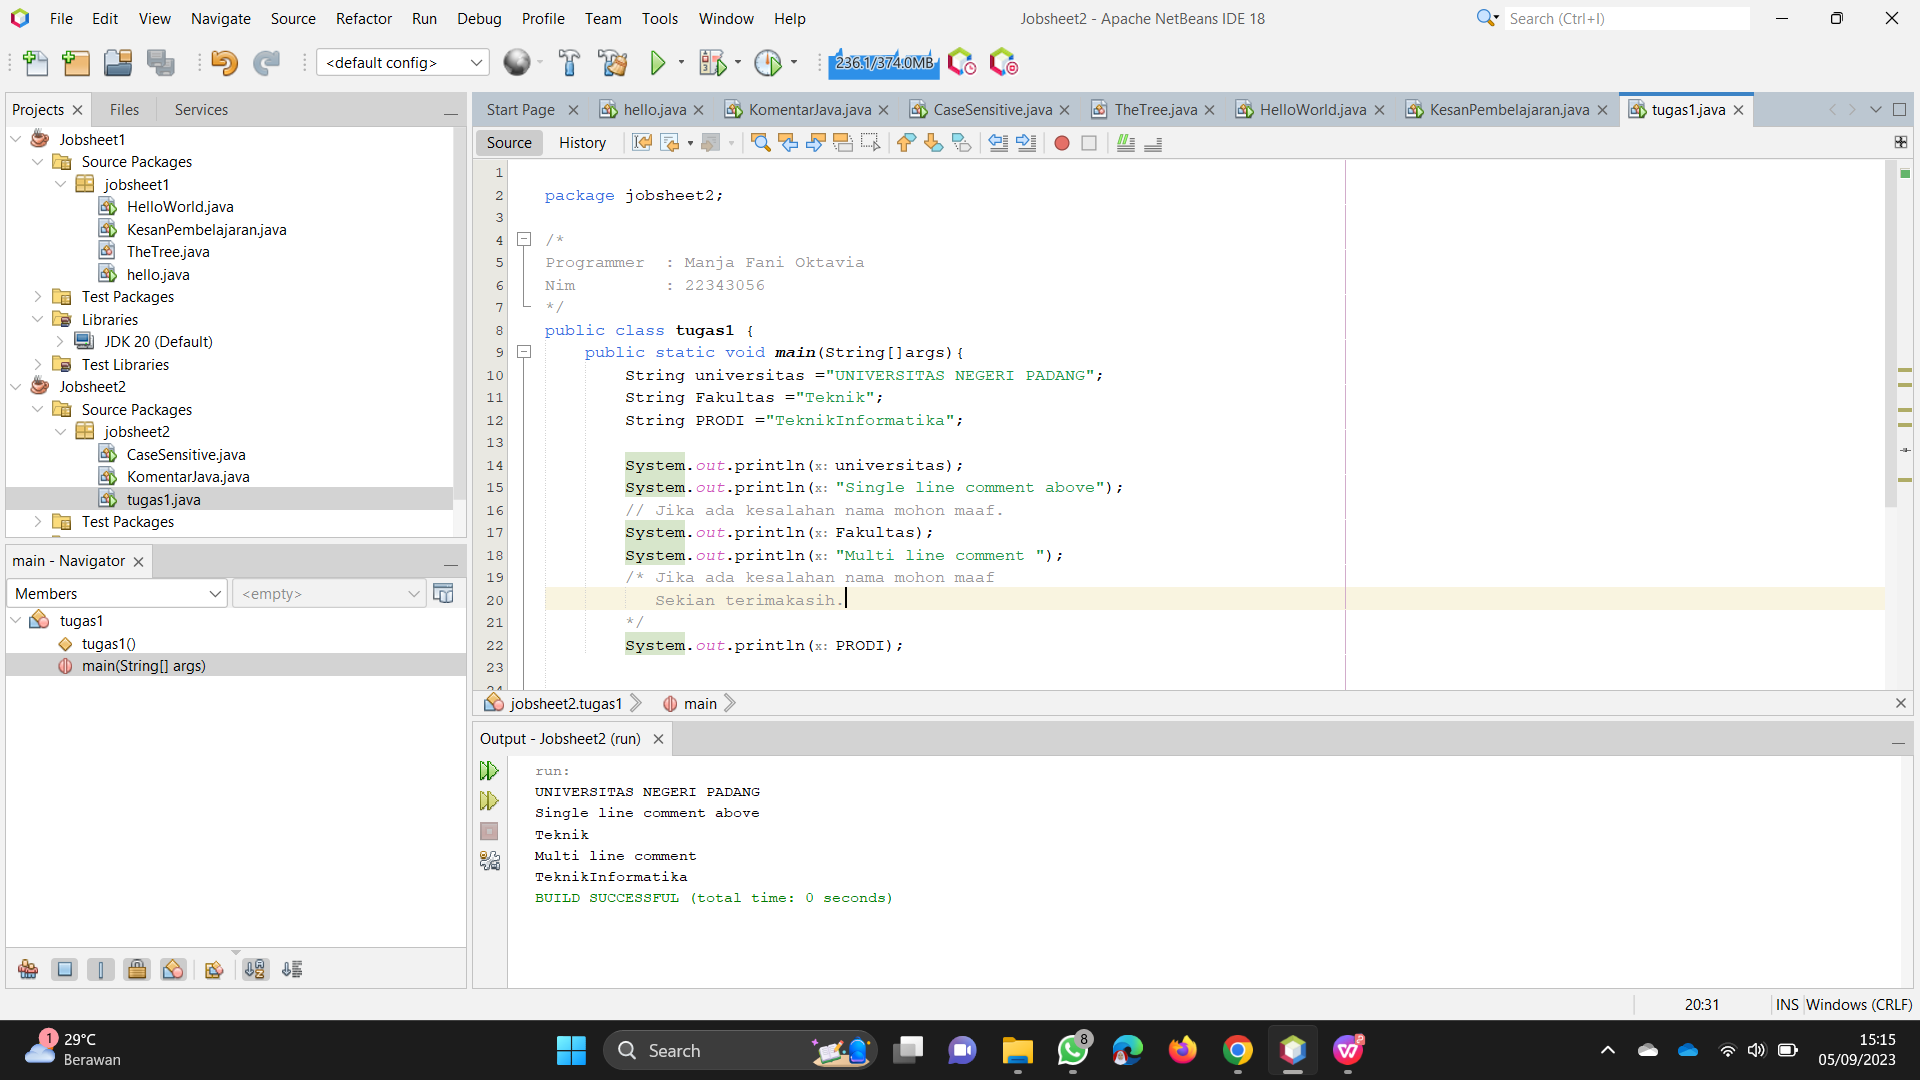 File Edit View Navigate Source Refactor Run Debug Profile Team Tools Window Help Jobsheet2 - Apache NetBeans IDE 18 Search (Ctrl+I)
<default config> 236.1/374.0MB
Projects Files Services
Start Page hello.java KomentarJava.java CaseSensitive.java TheTree.java HelloWorld.java KesanPembelajaran.java tugas1.java
Source History
Jobsheet1
Source Packages
jobsheet1
HelloWorld.java
KesanPembelajaran.java
TheTree.java
hello.java
Test Packages
Libraries
JDK 20 (Default)
Test Libraries
Jobsheet2
Source Packages
jobsheet2
CaseSensitive.java
KomentarJava.java
tugas1.java
Test Packages
main - Navigator
Members <empty>
tugas1
tugas1()
main(String[] args)
1
2 package jobsheet2;
3
4 /*
5 Programmer : Manja Fani Oktavia
6 Nim : 22343056
7 */
8 public class tugas1 {
9 public static void main(String[]args){
10 String universitas ="UNIVERSITAS NEGERI PADANG";
11 String Fakultas ="Teknik";
12 String PRODI ="TeknikInformatika";
13
14 System.out.println(x: universitas);
15 System.out.println(x: "Single line comment above");
16 // Jika ada kesalahan nama mohon maaf.
17 System.out.println(x: Fakultas);
18 System.out.println(x: "Multi line comment ");
19 /* Jika ada kesalahan nama mohon maaf
20 Sekian terimakasih.
21 */
22 System.out.println(x: PRODI);
23
24
jobsheet2.tugas1 main
Output - Jobsheet2 (run)
run:
UNIVERSITAS NEGERI PADANG
Single line comment above
Teknik
Multi line comment
TeknikInformatika
BUILD SUCCESSFUL (total time: 0 seconds)
20:31 INS Windows (CRLF)
1
29°C
Berawan
Search
8
15:15
05/09/2023